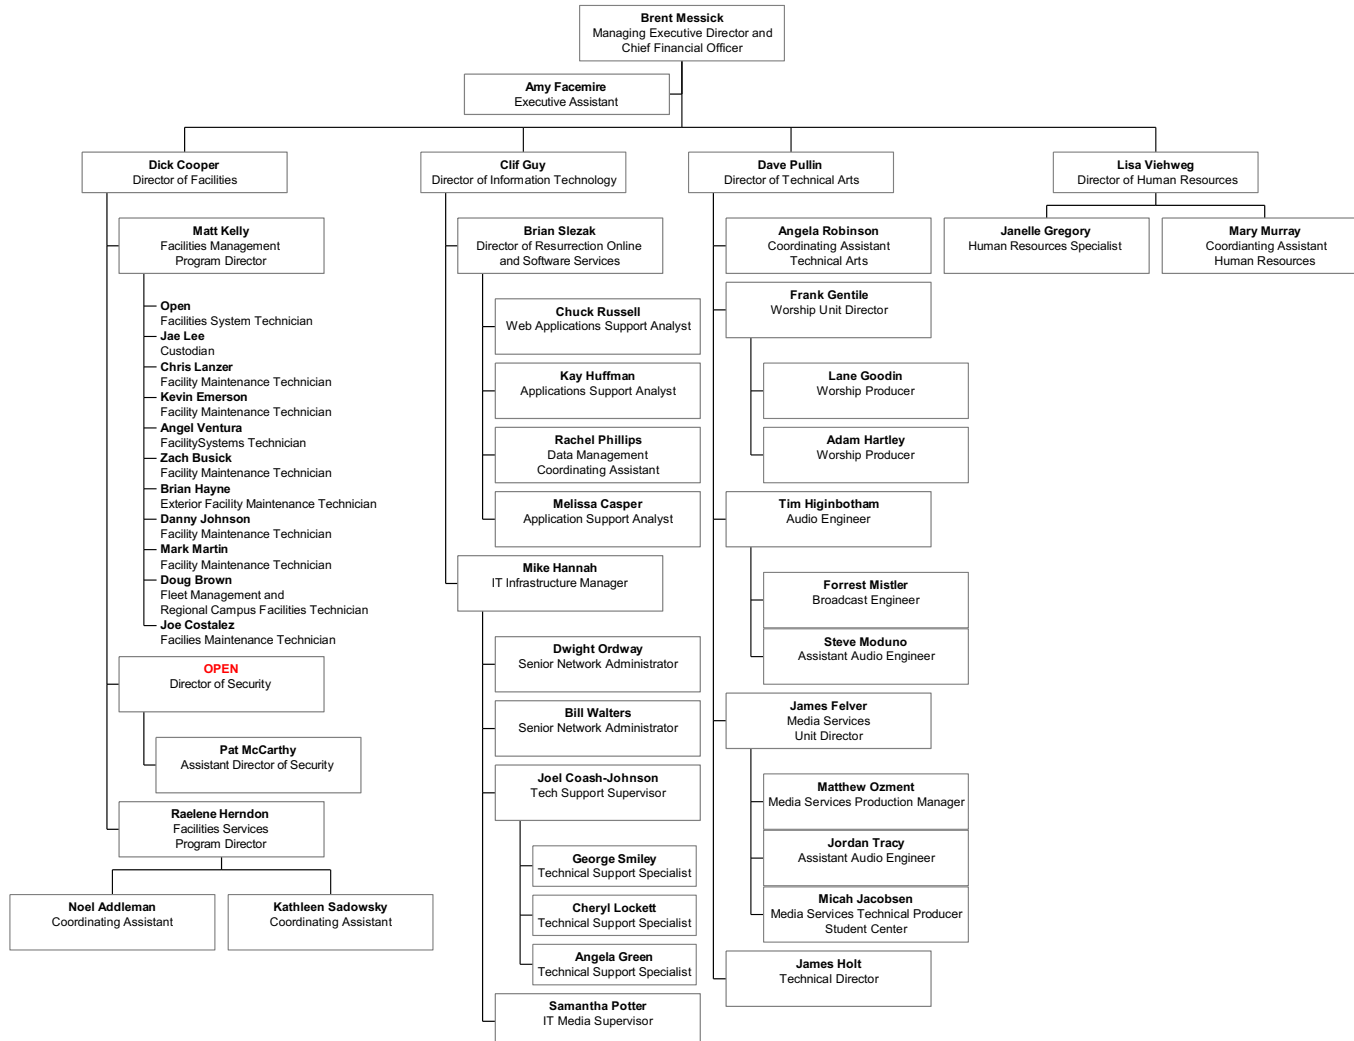 Brent Messick
Managing Executive Director and
Chief Financial Officer
Amy Facemire
Executive Assistant
Dick Cooper
Director of Facilities
Matt Kelly
Facilities Management
Program Director
Open
Facilities System Technician
Jae Lee
Custodian
Chris Lanzer
Facility Maintenance Technician
Kevin Emerson
Facility Maintenance Technician
Angel Ventura
FacilitySystems Technician
Zach Busick
Facility Maintenance Technician
Brian Hayne
Exterior Facility Maintenance Technician
Danny Johnson
Facility Maintenance Technician
Mark Martin
Facility Maintenance Technician
Doug Brown
Fleet Management and
Regional Campus Facilities Technician
Joe Costalez
Facilies Maintenance Technician
OPEN
Director of Security
Pat McCarthy
Assistant Director of Security
Raelene Herndon
Facilities Services
Program Director
Noel Addleman
Coordinating Assistant
Kathleen Sadowsky
Coordinating Assistant
Clif Guy
Director of Information Technology
Brian Slezak
Director of Resurrection Online
and Software Services
Chuck Russell
Web Applications Support Analyst
Kay Huffman
Applications Support Analyst
Rachel Phillips
Data Management
Coordinating Assistant
Melissa Casper
Application Support Analyst
Mike Hannah
IT Infrastructure Manager
Dwight Ordway
Senior Network Administrator
Bill Walters
Senior Network Administrator
Joel Coash-Johnson
Tech Support Supervisor
George Smiley
Technical Support Specialist
Cheryl Lockett
Technical Support Specialist
Angela Green
Technical Support Specialist
Samantha Potter
IT Media Supervisor
Dave Pullin
Director of Technical Arts
Angela Robinson
Coordinating Assistant
Technical Arts
Frank Gentile
Worship Unit Director
Lane Goodin
Worship Producer
Adam Hartley
Worship Producer
Tim Higinbotham
Audio Engineer
Forrest Mistler
Broadcast Engineer
Steve Moduno
Assistant Audio Engineer
James Felver
Media Services
Unit Director
Matthew Ozment
Media Services Production Manager
Jordan Tracy
Assistant Audio Engineer
Micah Jacobsen
Media Services Technical Producer
Student Center
James Holt
Technical Director
Lisa Viehweg
Director of Human Resources
Janelle Gregory
Human Resources Specialist
Mary Murray
Coordianting Assistant
Human Resources